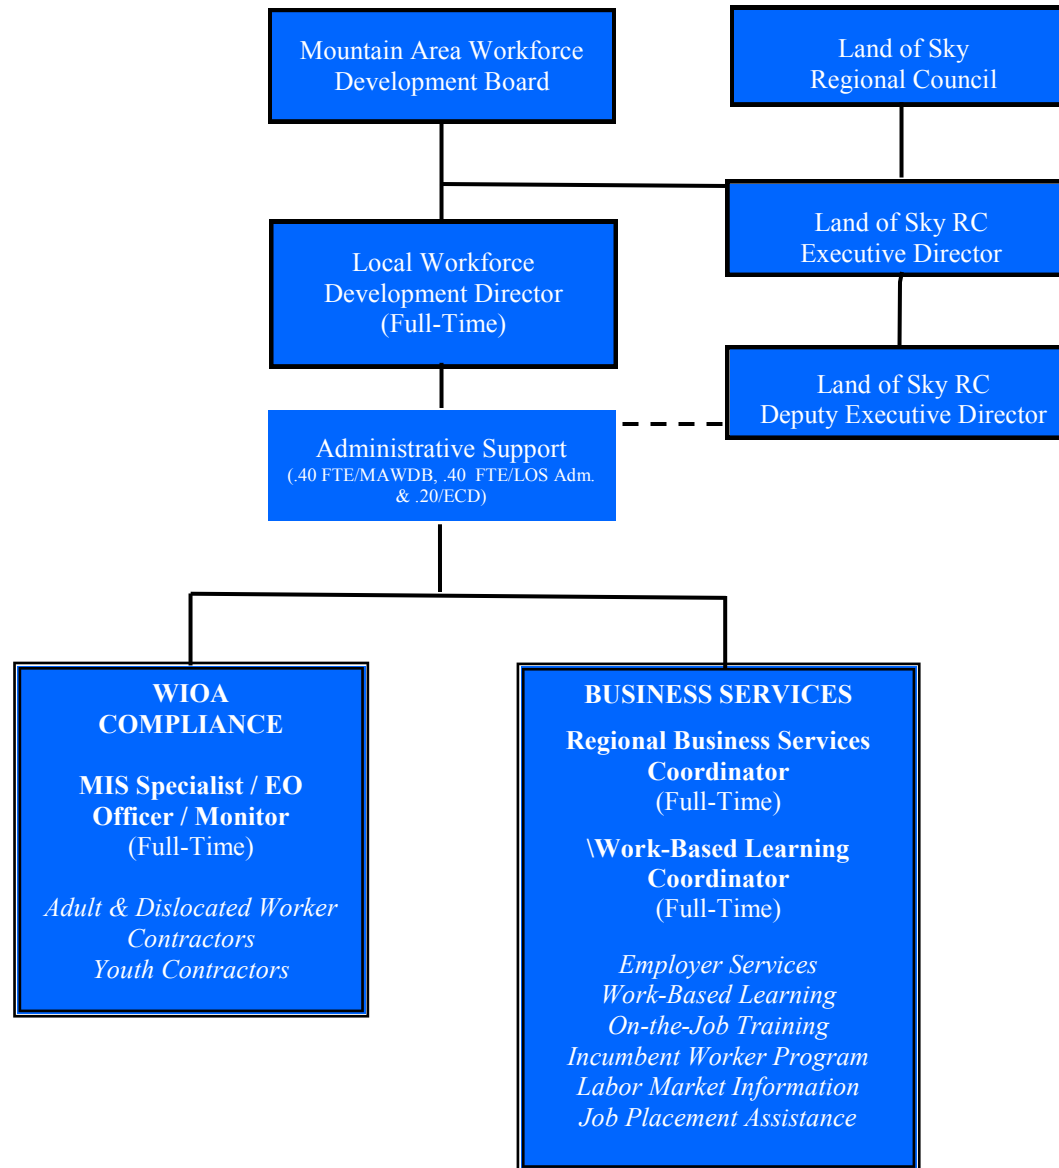 Mountain Area Workforce
Development Board
Land of Sky
Regional Council
Land of Sky RC
Executive Director
Local Workforce
Development Director
(Full-Time)
Land of Sky RC
Deputy Executive Director
Administrative Support
(.40 FTE/MAWDB, .40  FTE/LOS Adm.
& .20/ECD)
WIOA
COMPLIANCE
MIS Specialist / EO
Officer / Monitor
(Full-Time)
Adult & Dislocated Worker
Contractors
Youth Contractors
BUSINESS SERVICES
Regional Business Services
Coordinator
(Full-Time)
\Work-Based Learning
Coordinator
(Full-Time)
Employer Services
Work-Based Learning
On-the-Job Training
Incumbent Worker Program
Labor Market Information
Job Placement Assistance